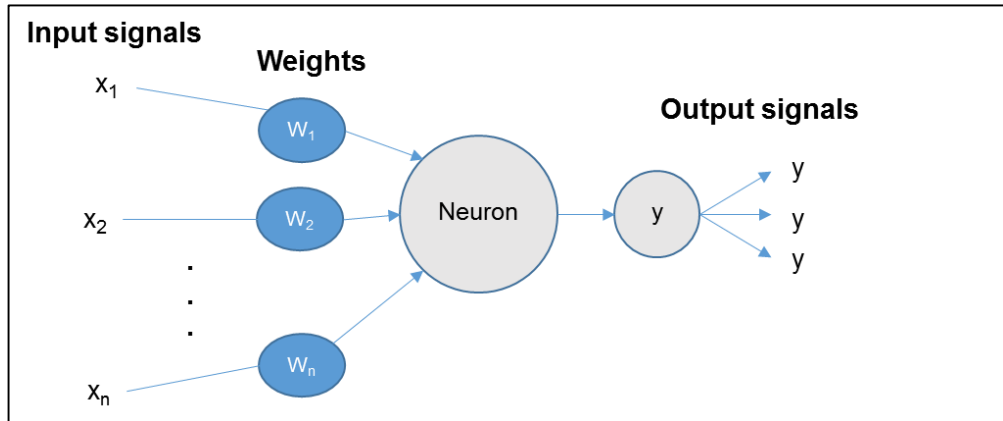 Input signals
Weights
x₁
W₁
Output signals
y
x₂
W₂
Neuron
y
y
y
.
.
.
Wₙ
xₙ